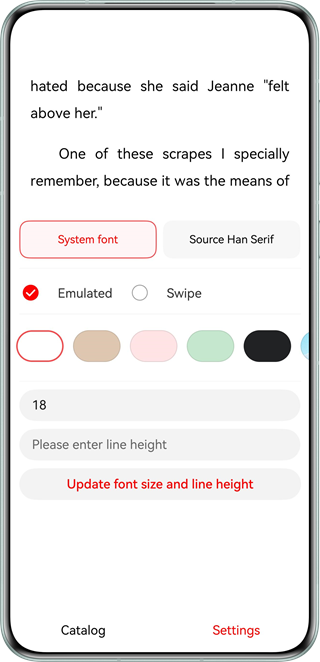 hated because she said Jeanne "felt
above her."
One of these scrapes I specially
remember, because it was the means of
System font
Source Han Serif
Emulated
Swipe
18
Please enter line height
Update font size and line height
Catalog
Settings